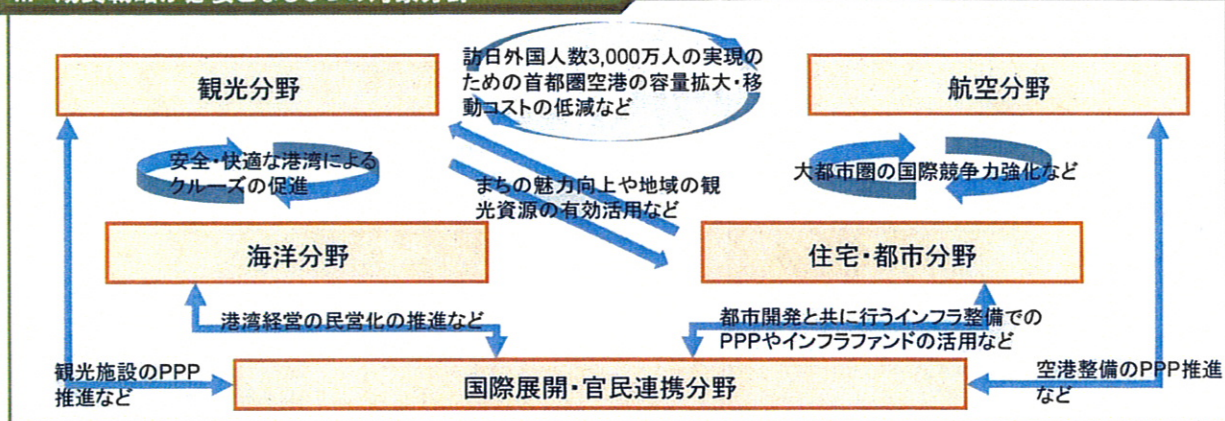 訪日外国人数3,000万人の実現の
ための首都圏空港の容量拡大・移
動コストの低減など
観光分野
航空分野
安全・快適な港湾による
クルーズの促進
まちの魅力向上や地域の観
光資源の有効活用など
大都市圏の国際競争力強化など
海洋分野
住宅・都市分野
港湾経営の民営化の推進など
都市開発と共に行うインフラ整備での
PPPやインフラファンドの活用など
観光施設のPPP
推進など
国際展開・官民連携分野
空港整備のPPP推進
など